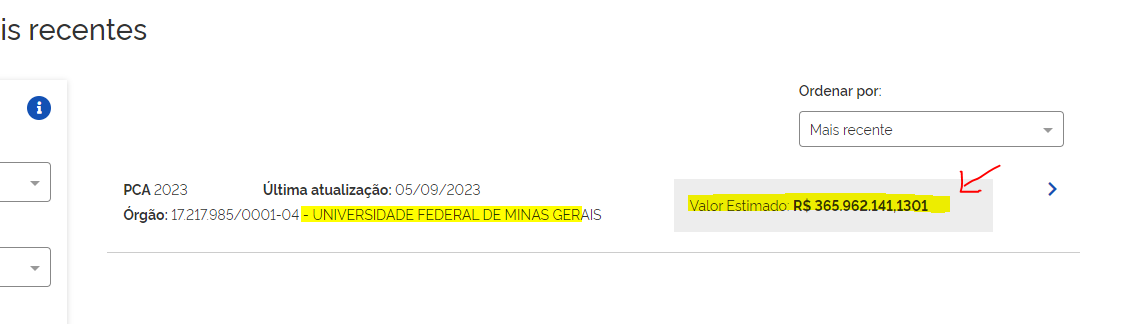 is recentes
Ordenar por:
Mais recente
PCA 2023 Última atualização: 05/09/2023
Órgão: 17.217.985/0001-04 - UNIVERSIDADE FEDERAL DE MINAS GERAIS
Valor Estimado: R$ 365.962.141,1301